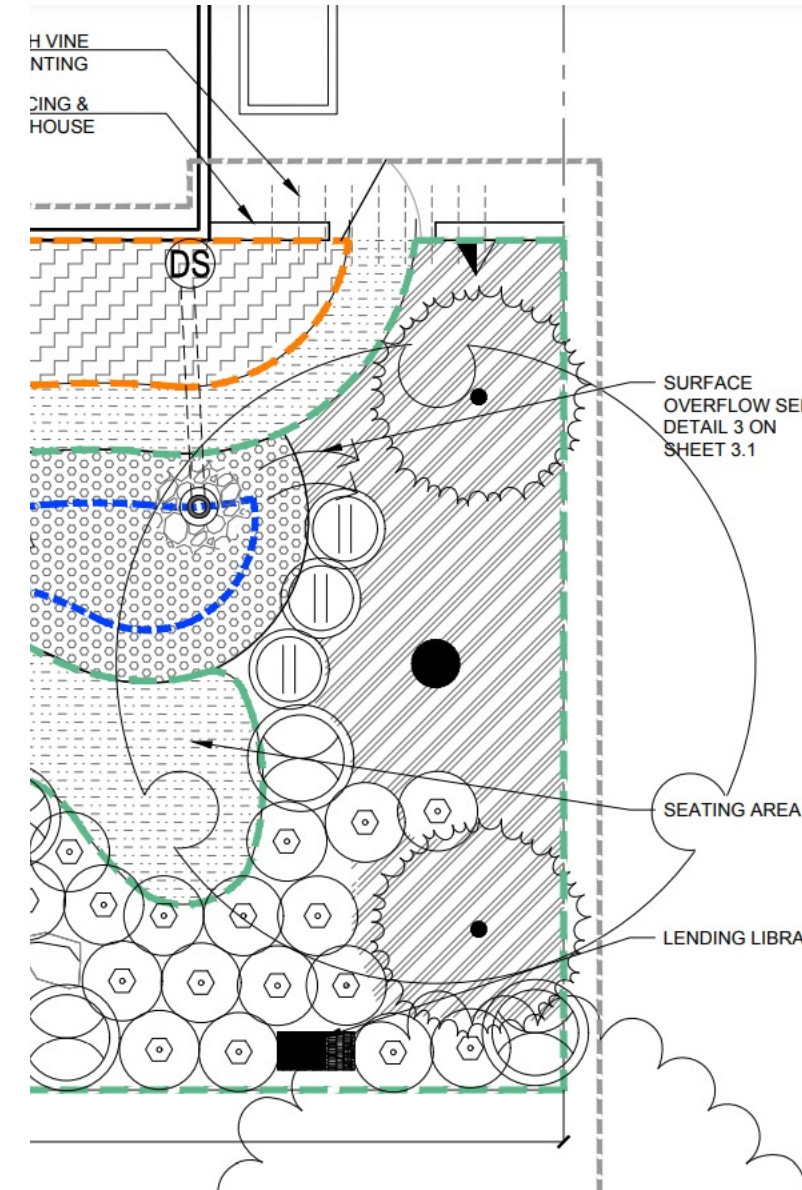 H VINE
NTING
CING &
HOUSE
DS
SURFACE
OVERFLOW SE
DETAIL 3 ON
SHEET 3.1
SEATING AREA
LENDING LIBRA